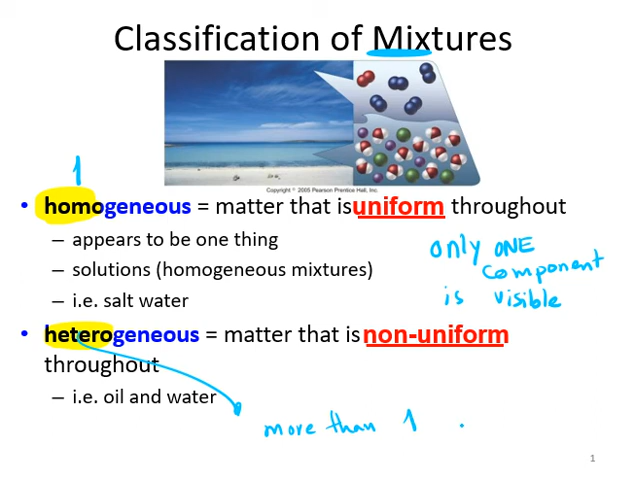 Classification of Mixtures
Copyright © 2005 Pearson Prentice Hall, Inc.
1
• homogeneous = matter that is uniform throughout
– appears to be one thing
– solutions (homogeneous mixtures)
– i.e. salt water
only ONE
component
is visible
• heterogeneous = matter that is non-uniform
throughout
– i.e. oil and water
more than 1 .
1